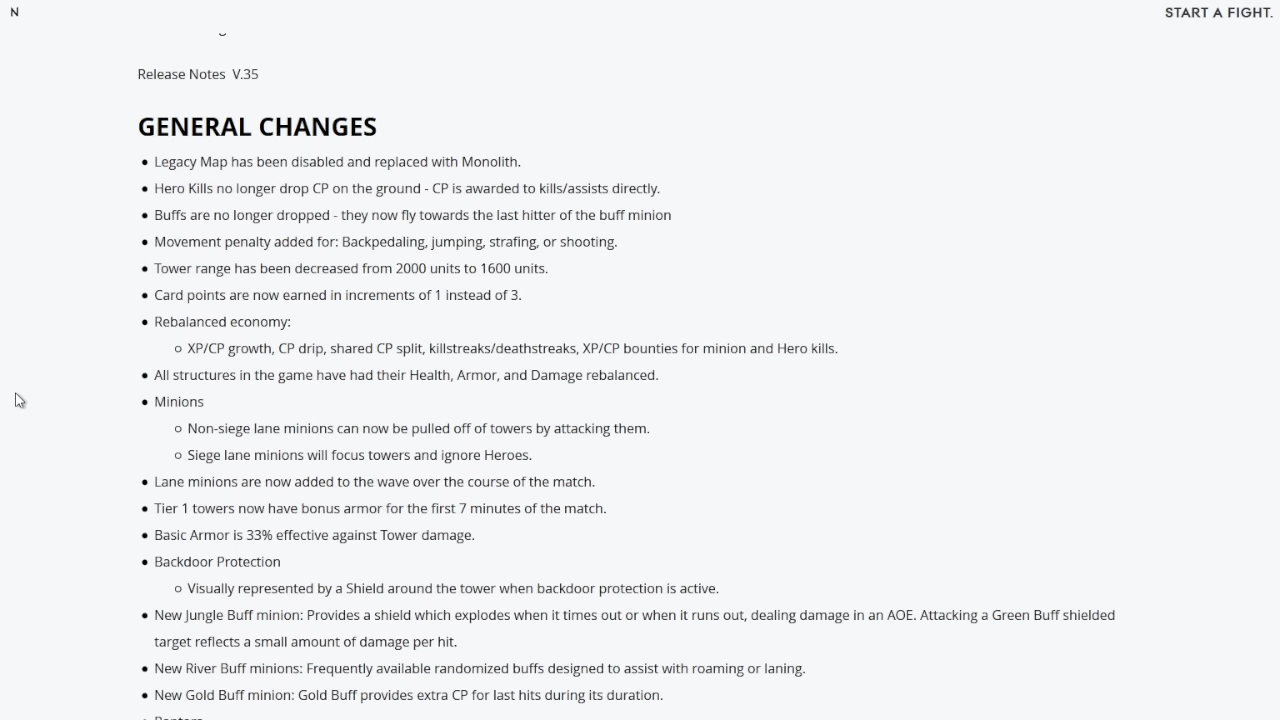 N
START A FIGHT.
Release Notes V.35
GENERAL CHANGES
• Legacy Map has been disabled and replaced with Monolith.
• Hero Kills no longer drop CP on the ground - CP is awarded to kills/assists directly.
• Buffs are no longer dropped - they now fly towards the last hitter of the buff minion
• Movement penalty added for: Backpedaling, jumping, strafing, or shooting.
• Tower range has been decreased from 2000 units to 1600 units.
• Card points are now earned in increments of 1 instead of 3.
• Rebalanced economy:
○ XP/CP growth, CP drip, shared CP split, killstreaks/deathstreaks, XP/CP bounties for minion and Hero kills.
• All structures in the game have had their Health, Armor, and Damage rebalanced.
• Minions
○ Non-siege lane minions can now be pulled off of towers by attacking them.
○ Siege lane minions will focus towers and ignore Heroes.
• Lane minions are now added to the wave over the course of the match.
• Tier 1 towers now have bonus armor for the first 7 minutes of the match.
• Basic Armor is 33% effective against Tower damage.
• Backdoor Protection
○ Visually represented by a Shield around the tower when backdoor protection is active.
• New Jungle Buff minion: Provides a shield which explodes when it times out or when it runs out, dealing damage in an AOE. Attacking a Green Buff shielded
target reflects a small amount of damage per hit.
• New River Buff minions: Frequently available randomized buffs designed to assist with roaming or laning.
• New Gold Buff minion: Gold Buff provides extra CP for last hits during its duration.